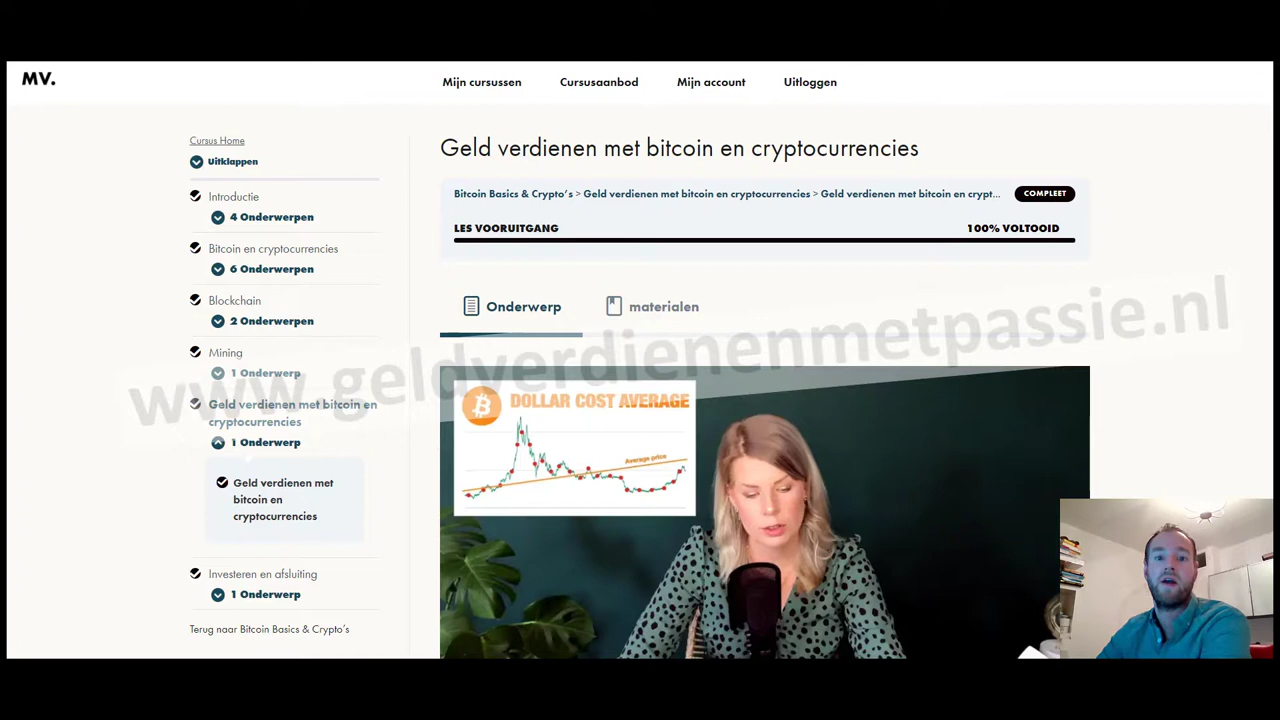 MV.
Mijn cursussen
Cursusaanbod
Mijn account
Uitloggen
Cursus Home
Uitklappen
Introductie
4 Onderwerpen
Bitcoin en cryptocurrencies
6 Onderwerpen
Blockchain
2 Onderwerpen
Mining
1 Onderwerp
Geld verdienen met bitcoin en
cryptocurrencies
1 Onderwerp
Geld verdienen met
bitcoin en
cryptocurrencies
Investeren en afsluiting
1 Onderwerp
Terug naar Bitcoin Basics & Crypto’s
Geld verdienen met bitcoin en cryptocurrencies
Bitcoin Basics & Crypto’s > Geld verdienen met bitcoin en cryptocurrencies > Geld verdienen met bitcoin en crypt...
COMPLEET
LES VOORUITGANG
100% VOLTOOID
Onderwerp
materialen
www.geldverdienenmetpassie.nl
DOLLAR COST AVERAGE
Average price